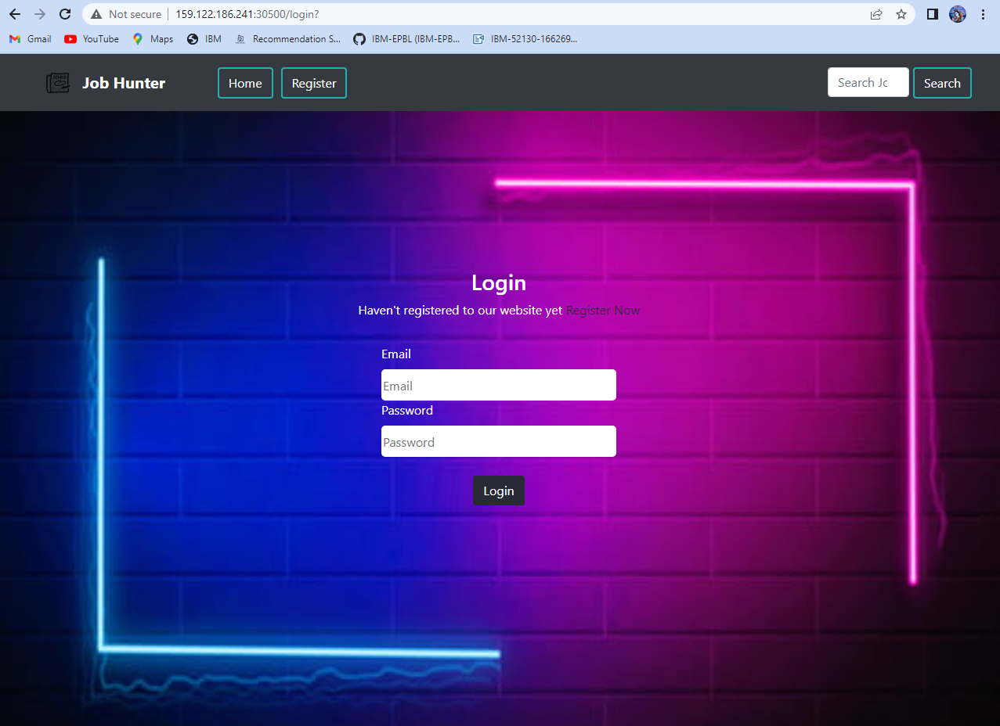 Not secure 159.122.186.241:30500/login?
Gmail YouTube Maps IBM Recommendation S... IBM-EPBL (IBM-EPB... IBM-52130-166269...
Job Hunter Home Register Search Jo Search
Login
Haven't registered to our website yet Register Now
Email
Email
Password
Password
Login